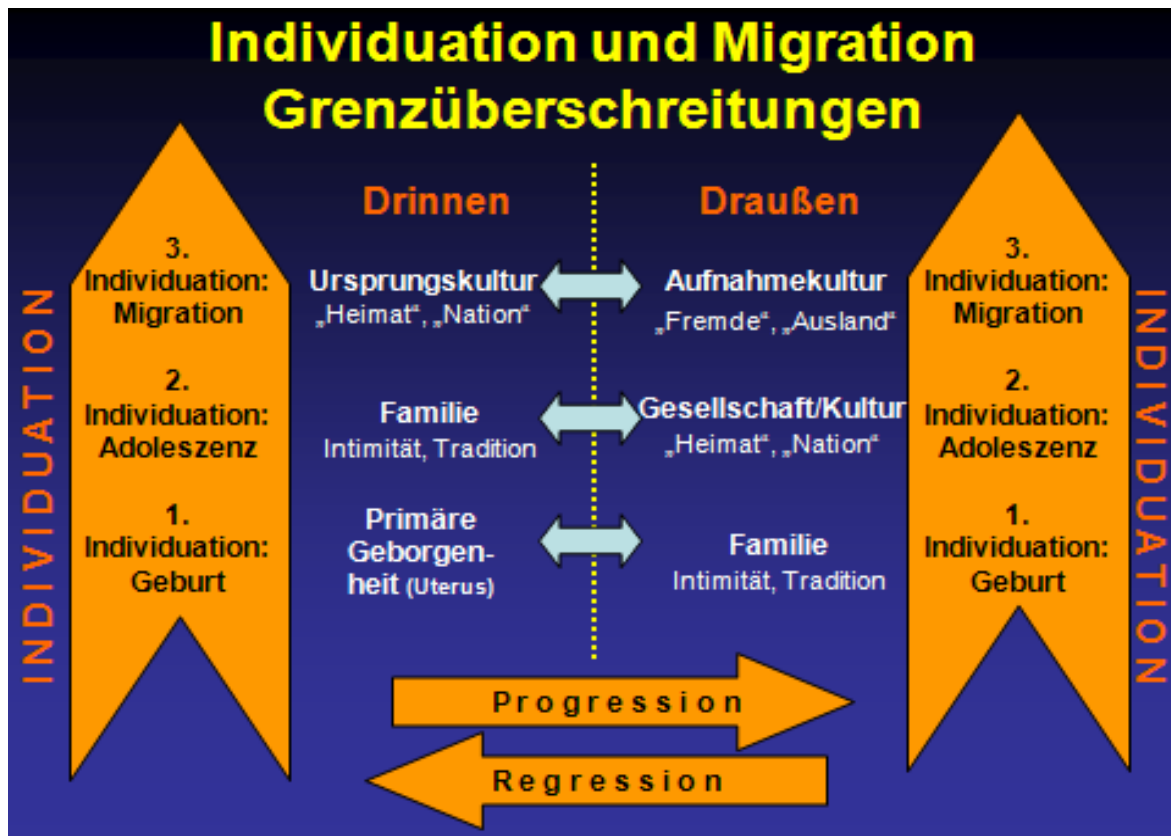 Individuation und Migration
Grenzüberschreitungen
INDIVIDUATION
3.
Individuation:
Migration
2.
Individuation:
Adoleszenz
1.
Individuation:
Geburt
Drinnen
Draußen
Ursprungskultur
„Heimat“, „Nation“
Aufnahmekultur
„Fremde“, „Ausland“
Familie
Intimität, Tradition
Gesellschaft/Kultur
„Heimat“, „Nation“
Primäre
Geborgen-
heit (Uterus)
Familie
Intimität, Tradition
Progression
Regression
3.
Individuation:
Migration
2.
Individuation:
Adoleszenz
1.
Individuation:
Geburt
INDIVIDUATION